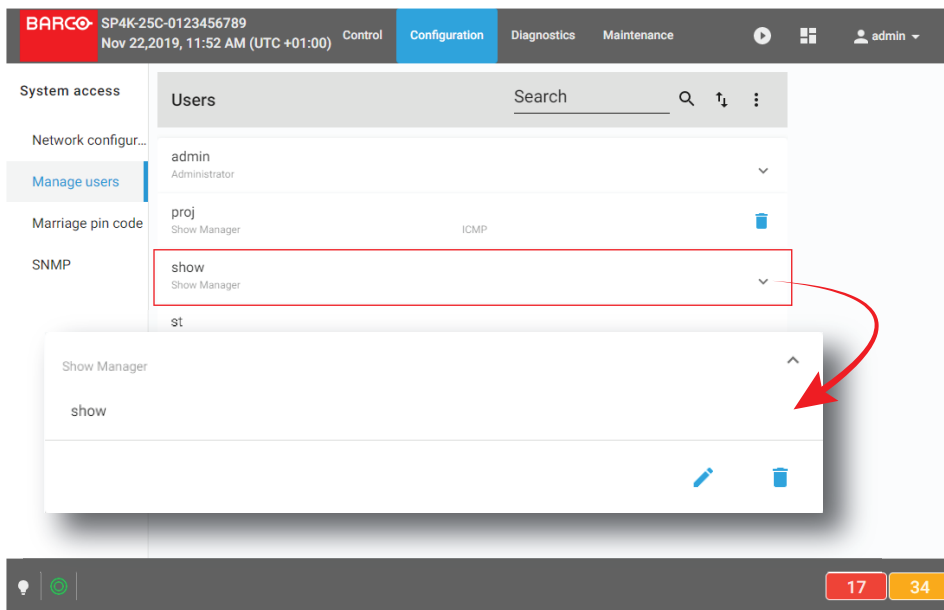 BARCO
SP4K-25C-0123456789
Nov 22,2019, 11:52 AM (UTC +01:00)
Control
Configuration
Diagnostics
Maintenance
admin
System access
Network configur...
Manage users
Marriage pin code
SNMP
Users
Search
admin
Administrator
proj
Show Manager
ICMP
show
Show Manager
st
Show Manager
show
17
34